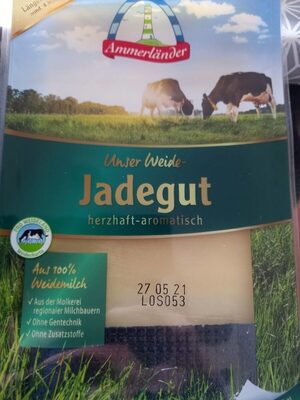 Ammerländer
Unser Weide-
Jadegut
herzhaft-aromatisch
Aus 100%
Weidemilch
✓ Aus der Molkerei
regionaler Milchbauern
✓ Ohne Gentechnik
✓ Ohne Zusatzstoffe
27 05 21
LOS053